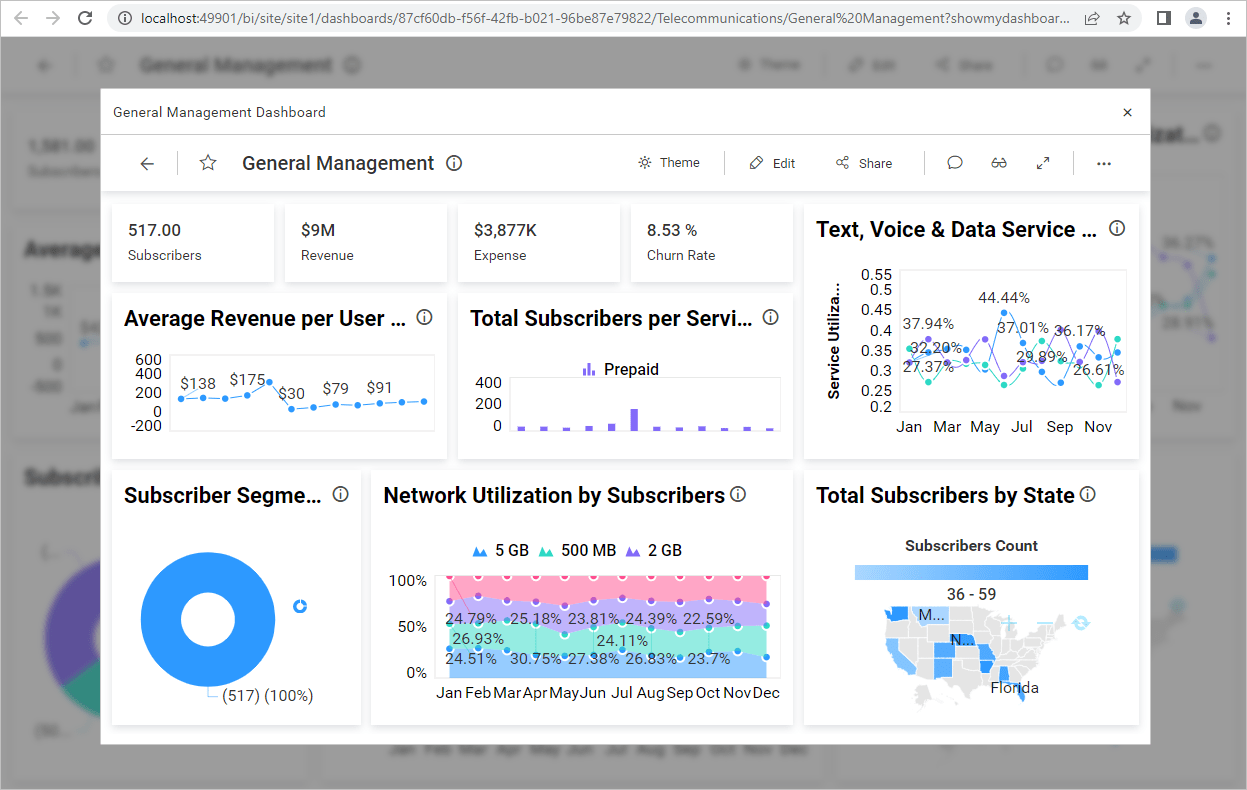 localhost:49901/bi/site/site1/dashboards/87cf60db-f56f-42fb-b021-96be87e79822/Telecommunications/General%20Management?showmydashboar...
General Management
Theme
Edit
Share
General Management Dashboard
General Management
Theme
Edit
Share
517.00
Subscribers
$9M
Revenue
$3,877K
Expense
8.53 %
Churn Rate
Text, Voice & Data Service ...
Service Utiliza...
0.55
0.5
0.45
0.4
0.35
0.3
0.25
0.2
44.44%
37.94%
37.01%
36.17%
32.20%
29.89%
27.37%
26.61%
Jan Mar May Jul Sep Nov
Average Revenue per User ...
600
400
200
0
-200
$138
$175
$30
$79
$91
Total Subscribers per Servi...
Prepaid
400
200
0
Subscriber Segme...
(517) (100%)
Network Utilization by Subscribers
5 GB 500 MB 2 GB
100%
50%
0%
24.79% 25.18% 23.81% 24.39% 22.59%
26.93% 24.11%
24.51% 30.75% 27.38% 26.83% 23.7%
Jan Feb Mar Apr May Jun Jul Aug Sep Oct Nov Dec
Total Subscribers by State
Subscribers Count
36 - 59
M...
N...
Florida